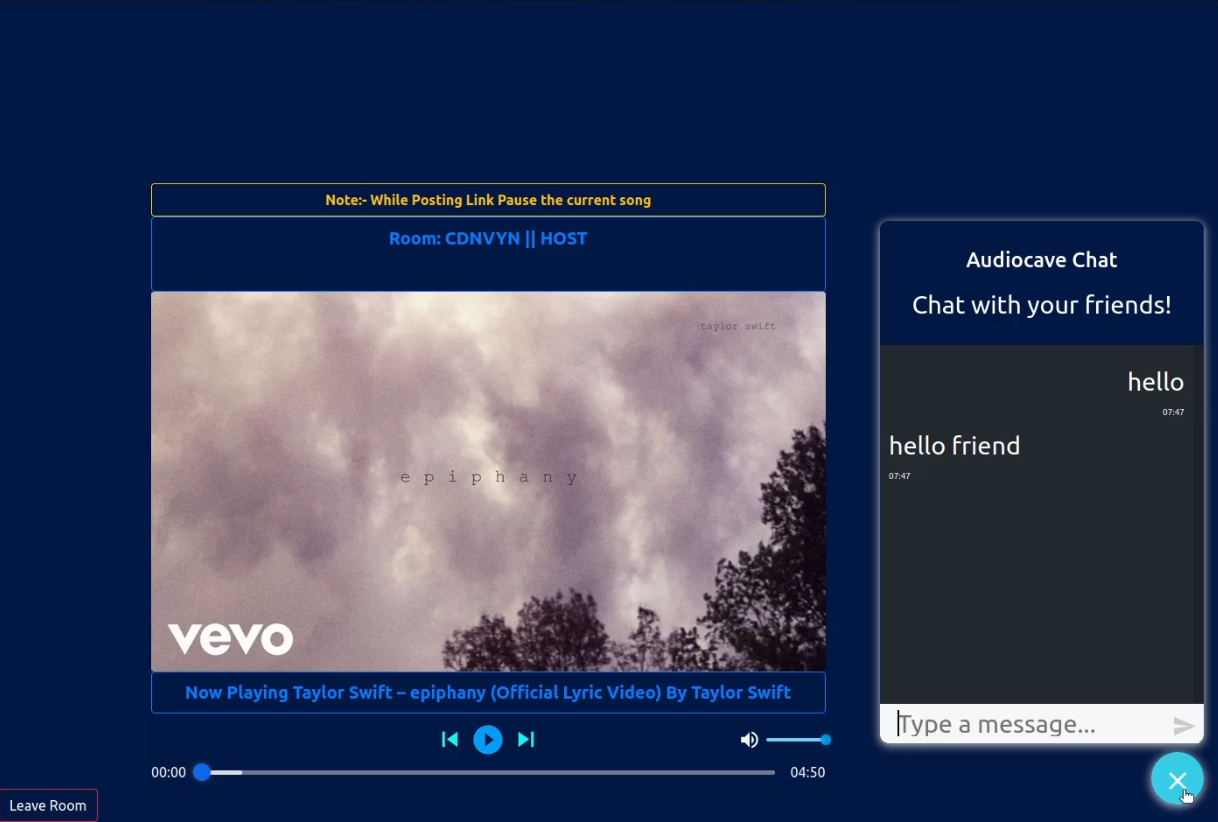 Note:- While Posting Link Pause the current song
Room: CDNVYN || HOST
taylor swift
epiphany
vevo
Now Playing Taylor Swift – epiphany (Official Lyric Video) By Taylor Swift
00:00
04:50
Leave Room
Audiocave Chat
Chat with your friends!
hello
07:47
hello friend
07:47
Type a message...